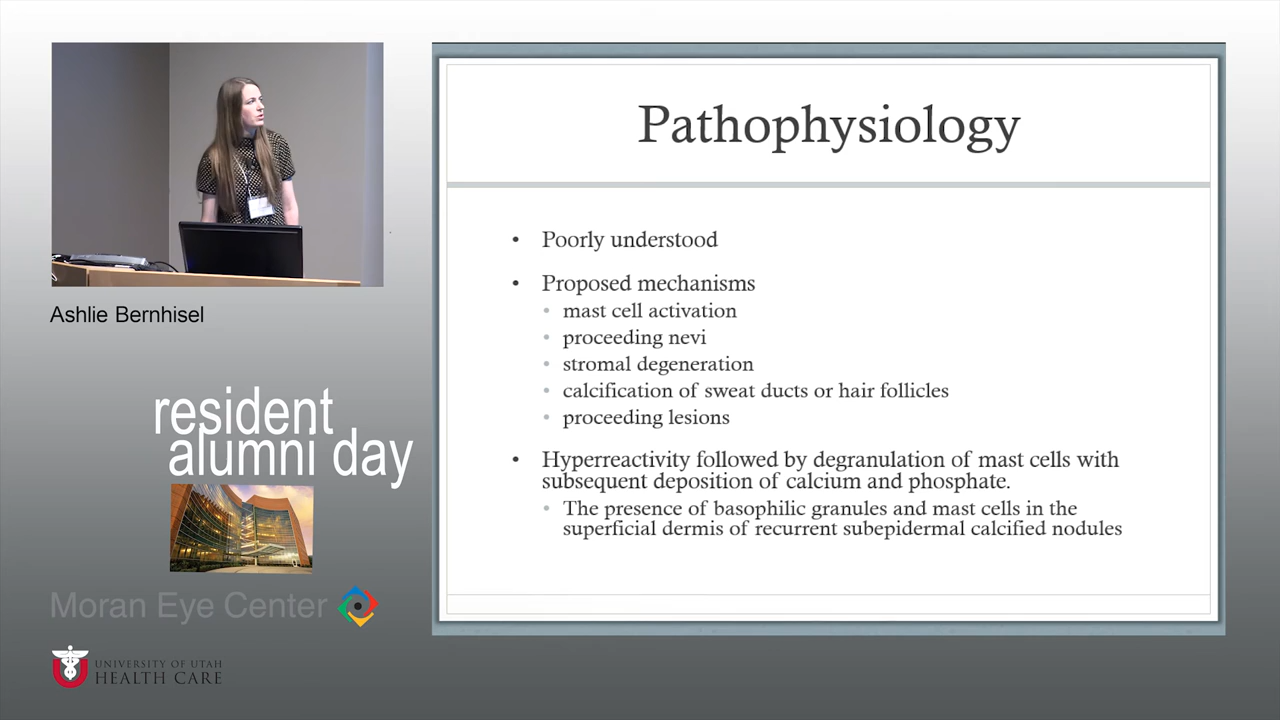 Pathophysiology
• Poorly understood
• Proposed mechanisms
• mast cell activation
• proceeding nevi
• stromal degeneration
• calcification of sweat ducts or hair follicles
• proceeding lesions
• Hyperreactivity followed by degranulation of mast cells with
subsequent deposition of calcium and phosphate.
• The presence of basophilic granules and mast cells in the
superficial dermis of recurrent subepidermal calcified nodules
Ashlie Bernhisel
resident
alumni day
Moran Eye Center
UNIVERSITY OF UTAH
HEALTH CARE